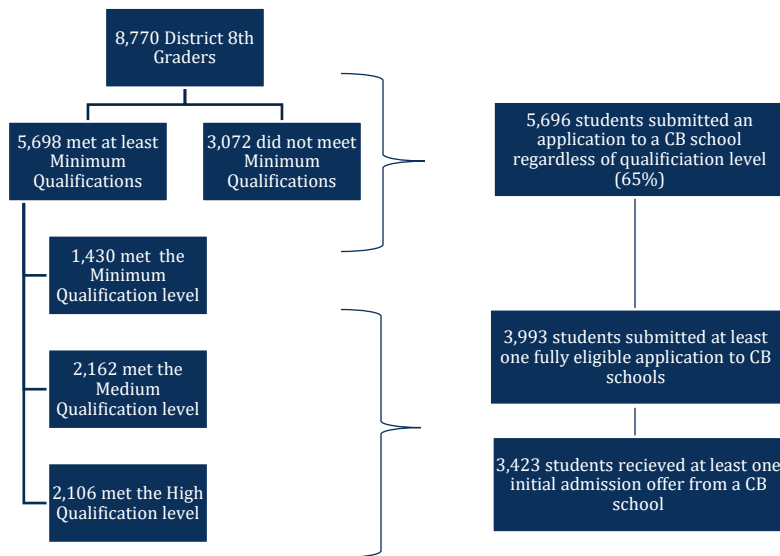 8,770 District 8th
Graders
5,698 met at least
Minimum
Qualifications
3,072 did not meet
Minimum
Qualifications
1,430 met the
Minimum
Qualification level
2,162 met the
Medium
Qualification level
2,106 met the High
Qualification level
5,696 students submitted an
application to a CB school
regardless of qualificiation level
(65%)
3,993 students submitted at least
one fully eligible application to CB
schools
3,423 students recieved at least one
initial admission offer from a CB
school